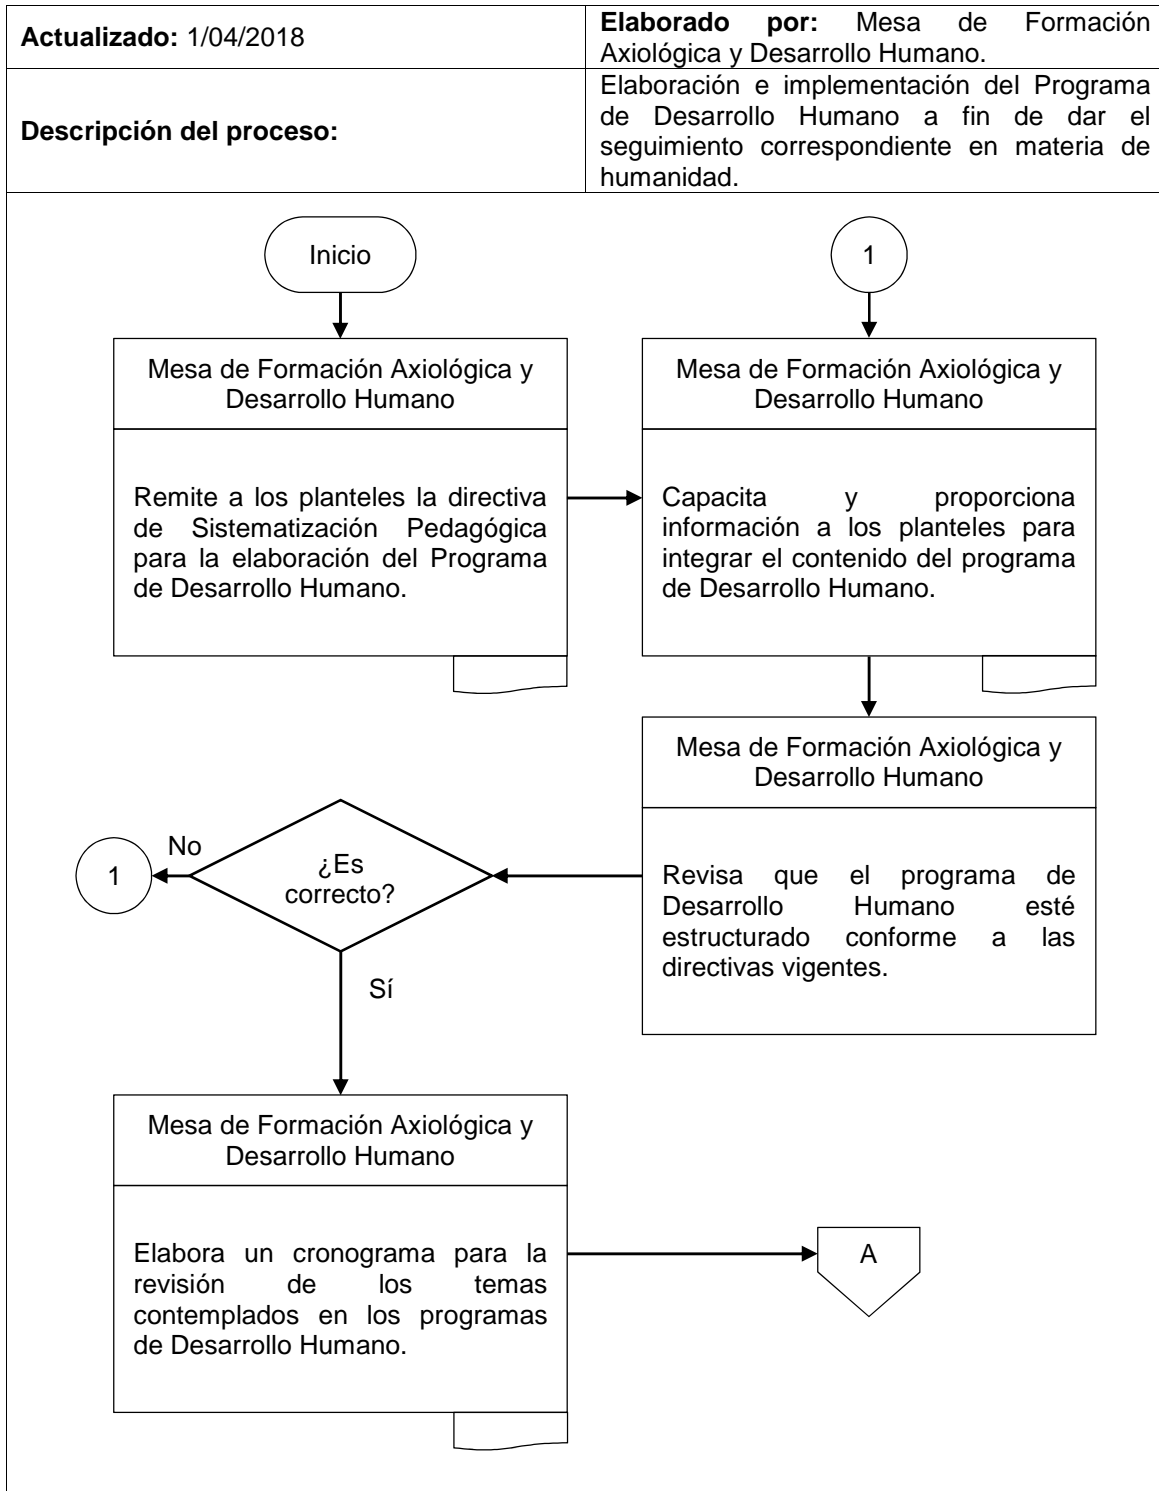 Actualizado: 1/04/2018
Elaborado por: Mesa de Formación
Axiológica y Desarrollo Humano.
Descripción del proceso:
Elaboración e implementación del Programa
de Desarrollo Humano a fin de dar el
seguimiento correspondiente en materia de
humanidad.
Inicio
1
Mesa de Formación Axiológica y
Desarrollo Humano
Remite a los planteles la directiva
de Sistematización Pedagógica
para la elaboración del Programa
de Desarrollo Humano.
Mesa de Formación Axiológica y
Desarrollo Humano
Capacita y proporciona
información a los planteles para
integrar el contenido del programa
de Desarrollo Humano.
Mesa de Formación Axiológica y
Desarrollo Humano
Revisa que el programa de
Desarrollo Humano esté
estructurado conforme a las
directivas vigentes.
¿Es
correcto?
No
1
Sí
Mesa de Formación Axiológica y
Desarrollo Humano
Elabora un cronograma para la
revisión de los temas
contemplados en los programas
de Desarrollo Humano.
A